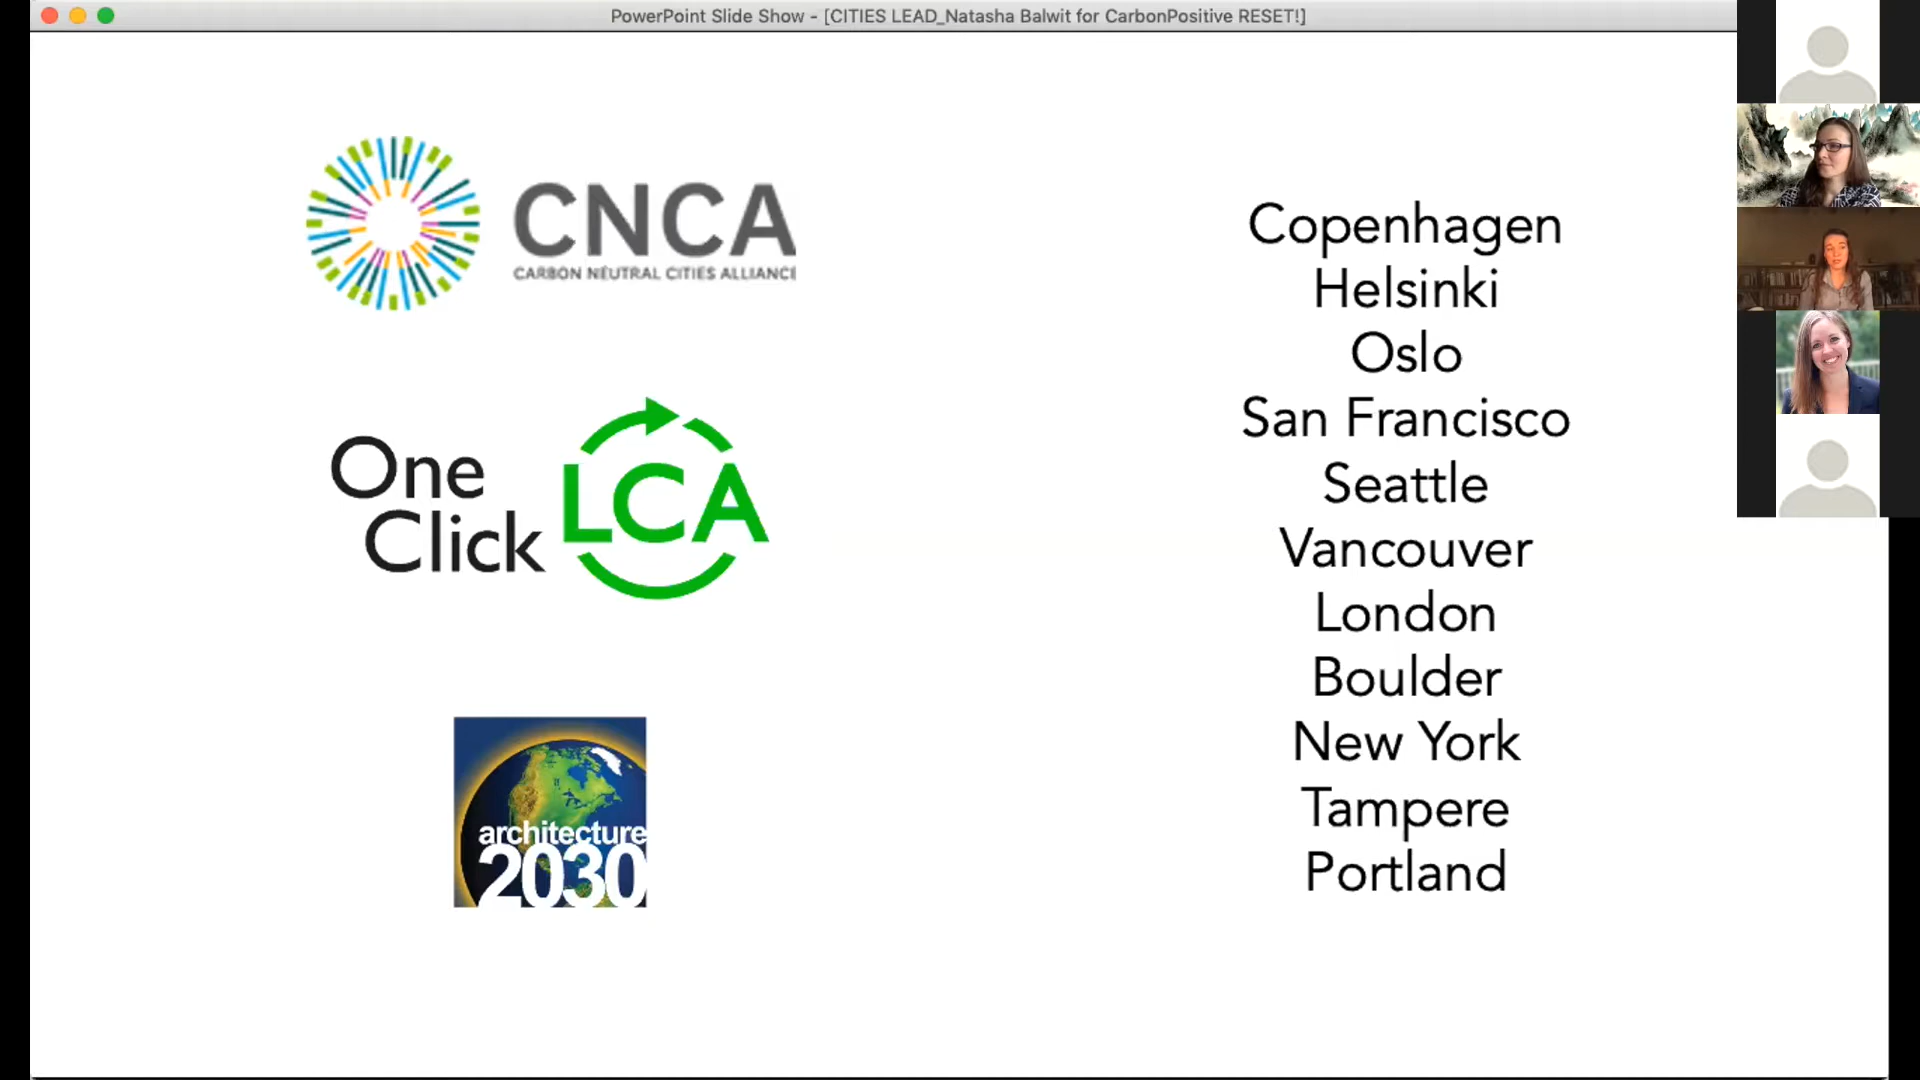 PowerPoint Slide Show - [CITIES LEAD_Natasha Balwit for CarbonPositive RESET!]
CNCA
CARBON NEUTRAL CITIES ALLIANCE
One
Click
LCA
architecture
2030
Copenhagen
Helsinki
Oslo
San Francisco
Seattle
Vancouver
London
Boulder
New York
Tampere
Portland